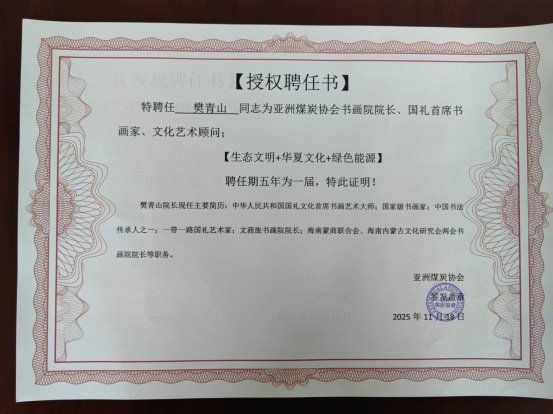 【授权聘任书】
特聘任 樊青山 同志为亚洲煤炭协会书画院院长、国礼首席书
画家、文化艺术顾问；
【生态文明+华夏文化+绿色能源】
聘任期五年为一届，特此证明！
樊青山院长现任主要简历：中华人民共和国国礼文化首席书画艺术大师；国家级书画家；中国书法
传承人之一；一带一路国礼艺术家；文商旅书画院院长；海南蒙商联合会、海南内蒙古文化研究会两会书
画院院长等职务。
亚洲煤炭协会
签发盖章
2025 年 11 月 18 日